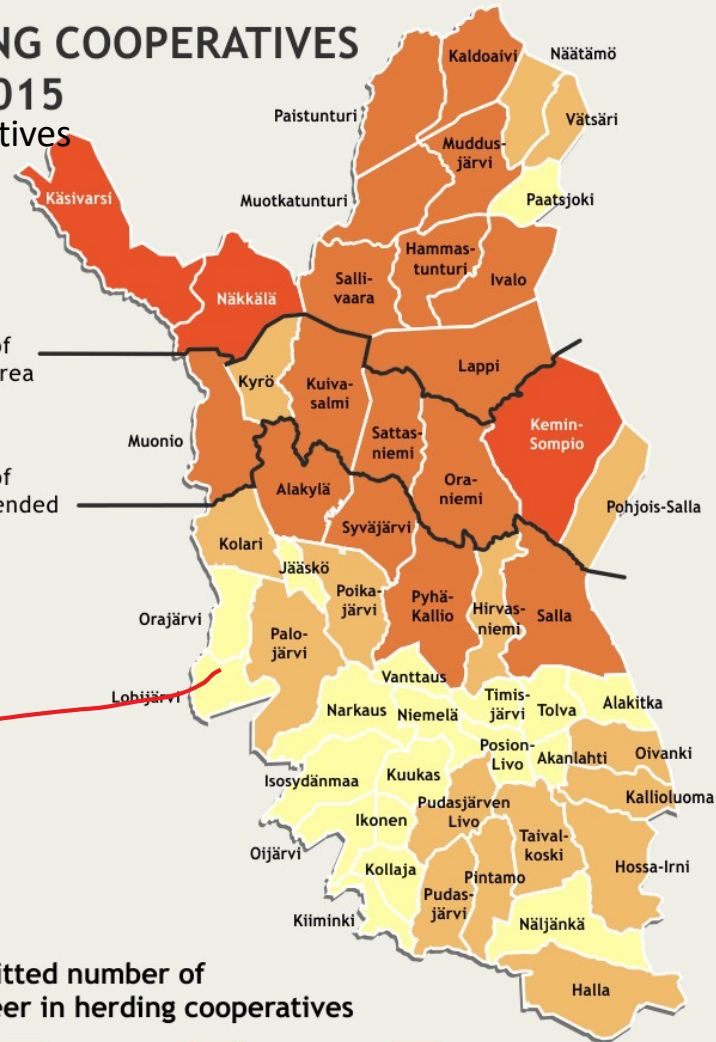 NG COOPERATIVES
015
tives
Kaldoaivi
Näätämö
Paistunturi
Vätsäri
Muddus-
järvi
Käsivarsi
Muotkatunturi
Paatsjoki
Hammas-
tunturi
Salli-
vaara
Ivalo
Näkkälä
of
rea
Lappi
Kyrö
Kuiva-
salmi
Kemin-
Sompio
Muonio
Sattas-
niemi
of
ended
Alakylä
Ora-
niemi
Pohjois-Salla
Syväjärvi
Kolari
Jääskö
Poika-
järvi
Pyhä-
Kallio
Hirvas-
niemi
Salla
Orajärvi
Palo-
järvi
Lohijärvi
Vanttaus
Narkaus
Niemelä
Timis-
järvi
Tolva
Alakitka
Posion-
Livo
Akanlahti
Oivanki
Isosydänmaa
Kuukas
Kallioluoma
Pudasjärven
Livo
Ikonen
Taival-
koski
Oijärvi
Kollaja
Pintamo
Hossa-Irni
Pudas-
järvi
Kiiminki
Näljänkä
itted number of
eer in herding cooperatives
Halla